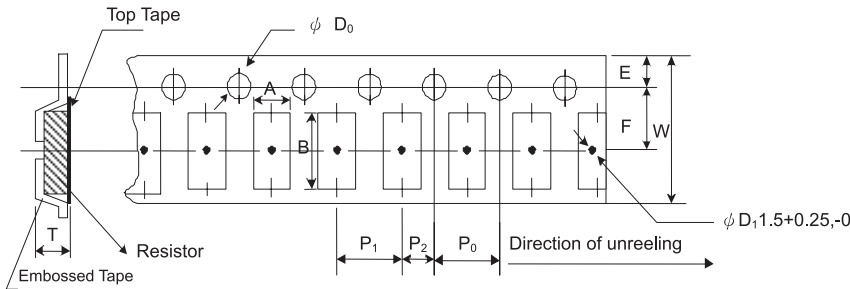 Top Tape
ϕ D₀
E
A
F
W
B
ϕ D₁ 1.5+0.25,-0
T
Resistor
P₁
P₂
P₀
Direction of unreeling
Embossed Tape